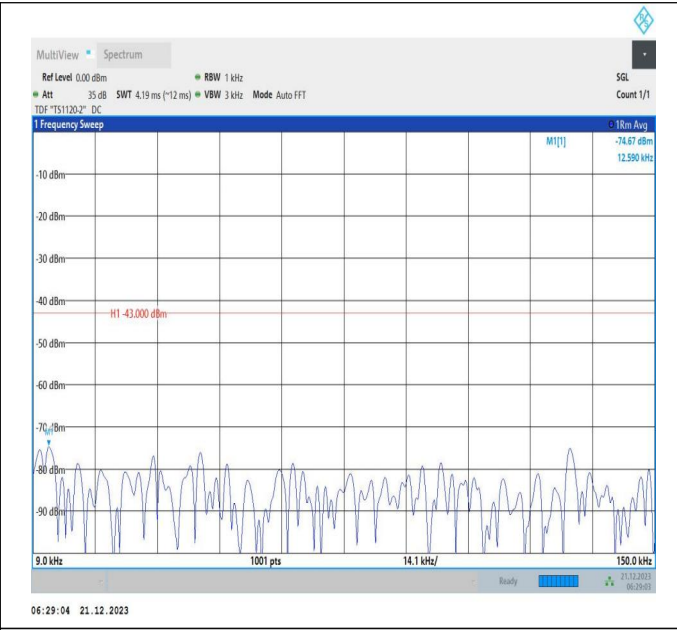 R S
MultiView Spectrum
Ref Level 0.00 dBm RBW 1 kHz SGL
Att 35 dB SWT 4.19 ms (~12 ms) VBW 3 kHz Mode Auto FFT Count 1/1
TDF "TS1120-2" DC
1 Frequency Sweep 1Rm Avg
M1[1] -74.67 dBm
12.590 kHz
-10 dBm
-20 dBm
-30 dBm
-40 dBm
H1 -43.000 dBm
-50 dBm
-60 dBm
-70 dBm
M1
-80 dBm
-90 dBm
9.0 kHz 1001 pts 14.1 kHz/ 150.0 kHz
Ready 21.12.2023
06:29:03
06:29:04 21.12.2023